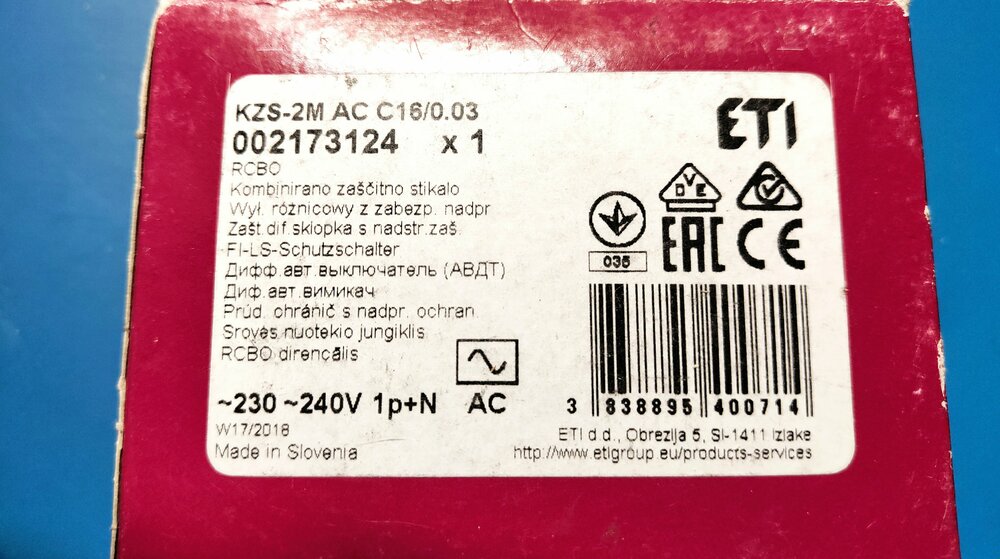 KZS-2M AC C16/0.03
002173124 x 1
RCBO
Kombinirano zaščitno stikalo
Wył. różnicowy z zabezp. nadpr
Zašt.dif.sklopka s nadstr.zaš.
FI-LS-Schutzschalter
Дифф.авт.выключатель (АВДТ)
Диф.авт.вимикач
Prúd. chránič s nadpr. ochran.
Sroves nuotekio jungiklis
RCBO direnčalis
~230 ~240V 1p+N
W17/2018
Made in Slovenia
AC
ETI
VDE
035
EAC CE
3 838895 400714
ETI d.d., Obrezija 5, SI-1411 Izlake
http://www.etigroup.eu/products-services